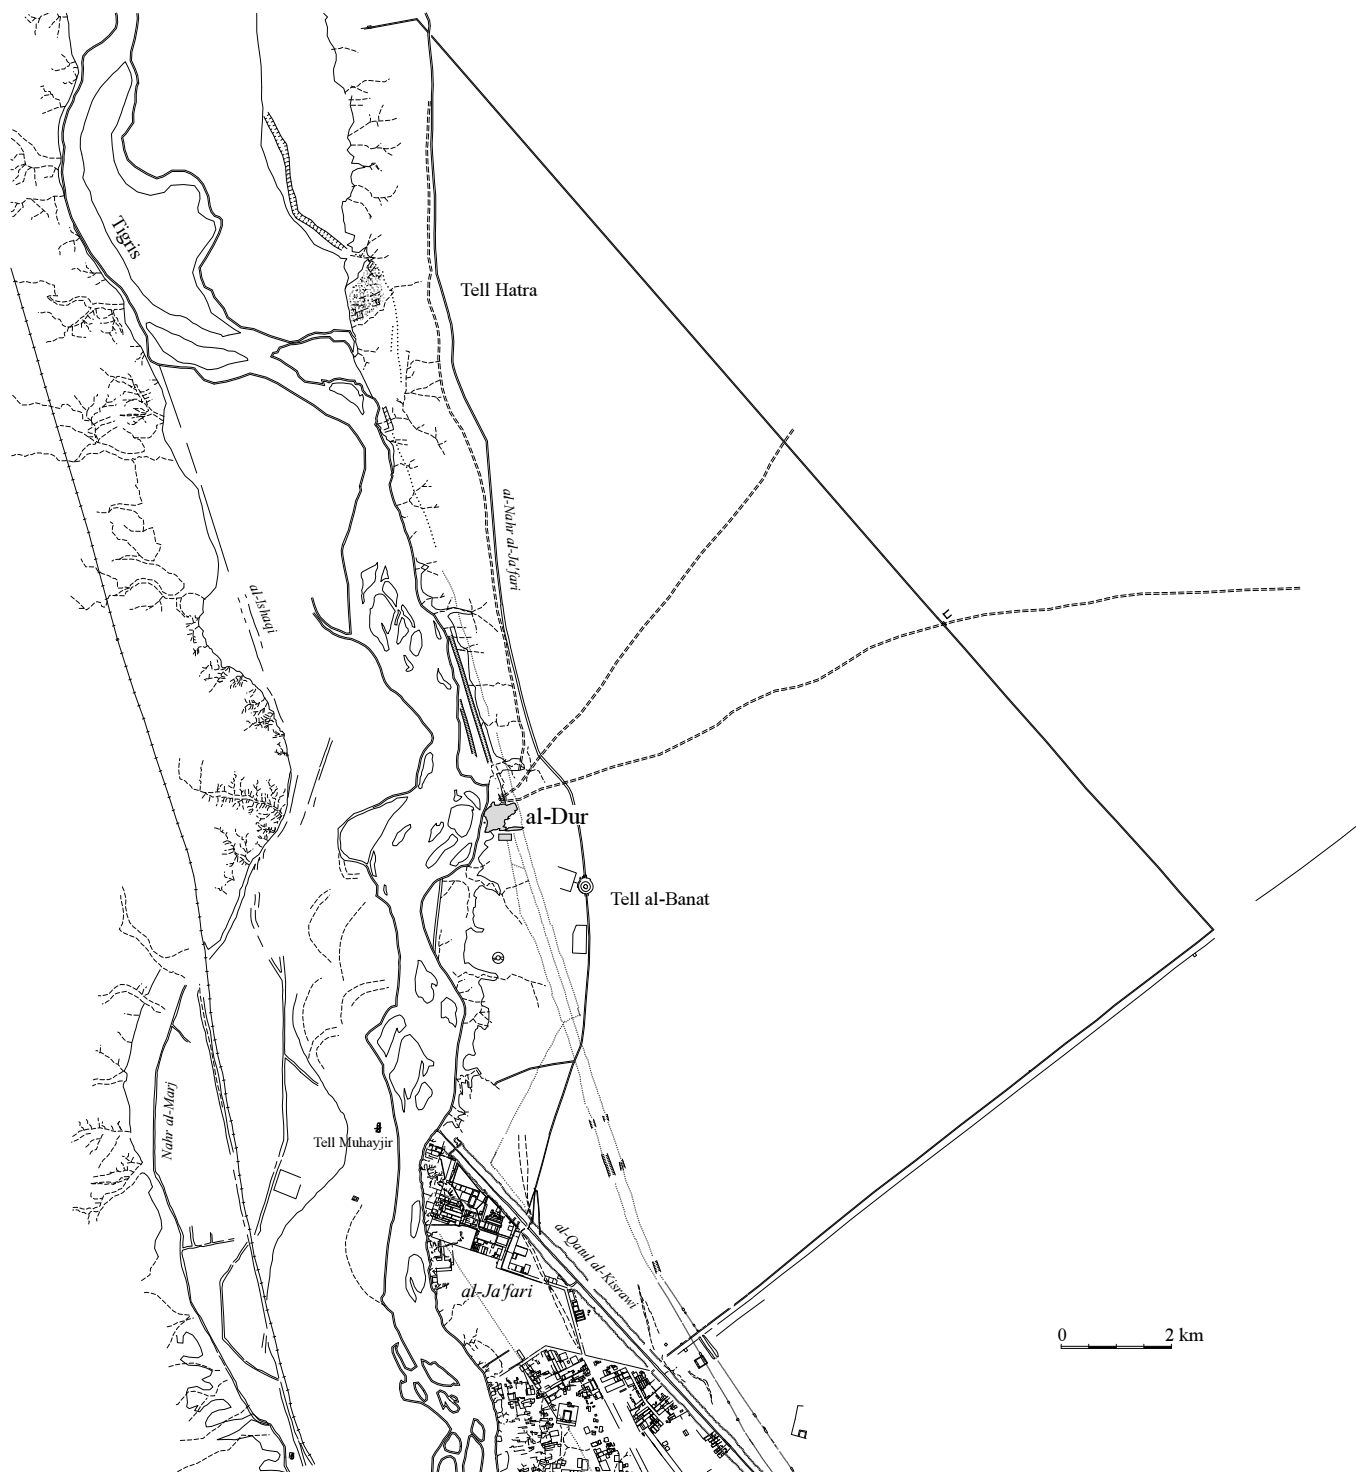 Tigris
Tell Hatra
al-Nahr al-Ja'fari
al-Ishaqi
al-Dur
Tell al-Banat
Nahr al-Marj
Tell Muhayjir
al-Qatul al-Kisrawi
al-Ja'fari
0 2 km